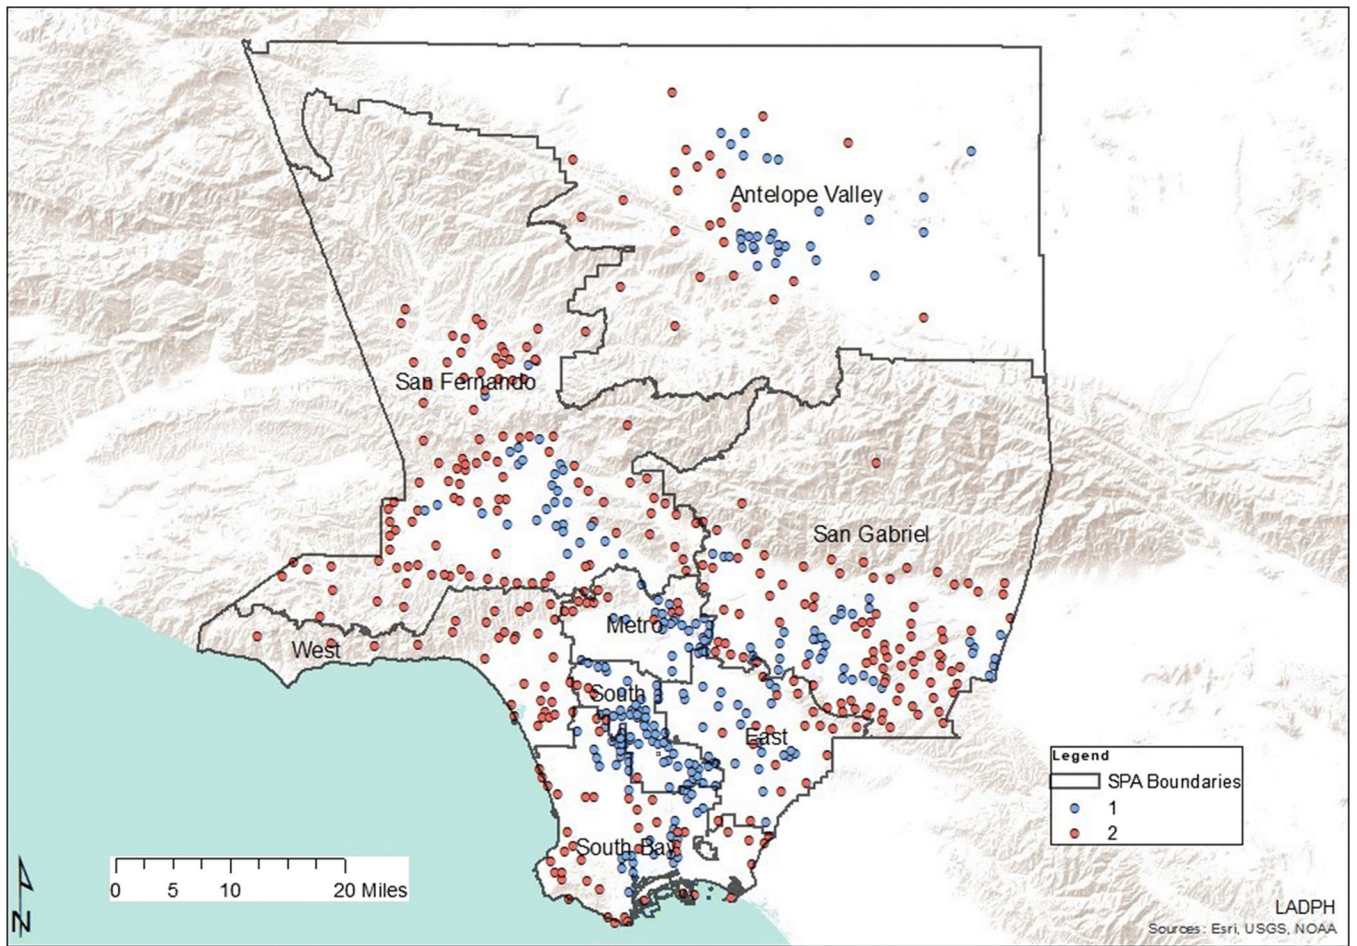 Antelope Valley
San Fernando
San Gabriel
Metro
West
South
East
South Bay
Legend
SPA Boundaries
1
2
0 5 10 20 Miles
N
LADPH
Sources: Esri, USGS, NOAA